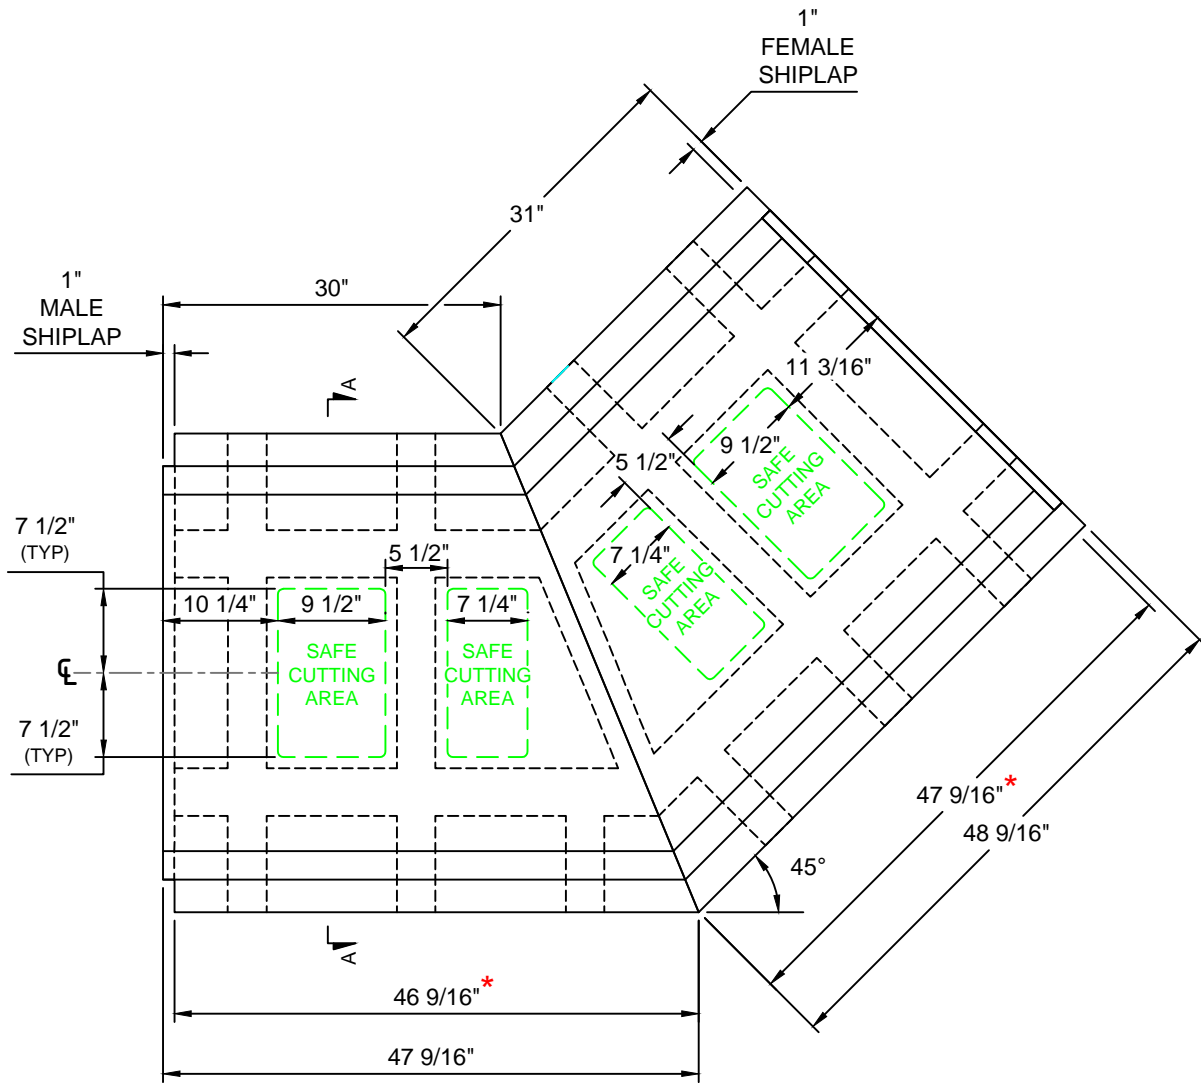 1"
FEMALE
SHIPLAP
31"
1"
MALE
SHIPLAP
30"
A
11 3/16"
9 1/2"
SAFE
CUTTING
AREA
5 1/2"
7 1/4"
SAFE
CUTTING
AREA
7 1/2"
(TYP)
5 1/2"
10 1/4"
9 1/2"
7 1/4"
SAFE
CUTTING
AREA
SAFE
CUTTING
AREA
℄
7 1/2"
(TYP)
47 9/16"*
48 9/16"
45°
A
46 9/16"*
47 9/16"